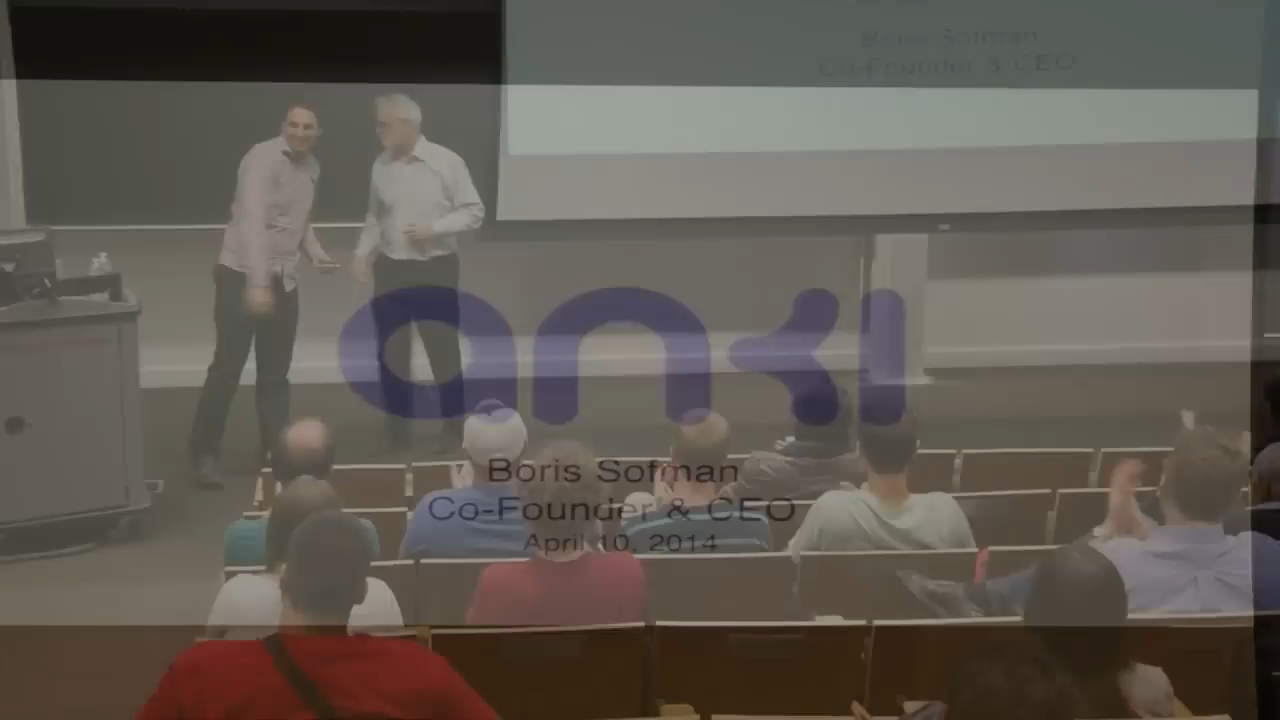 Boris Sofman
Co-Founder & CEO
anki
Boris Sofman
Co-Founder & CEO
April 10, 2014